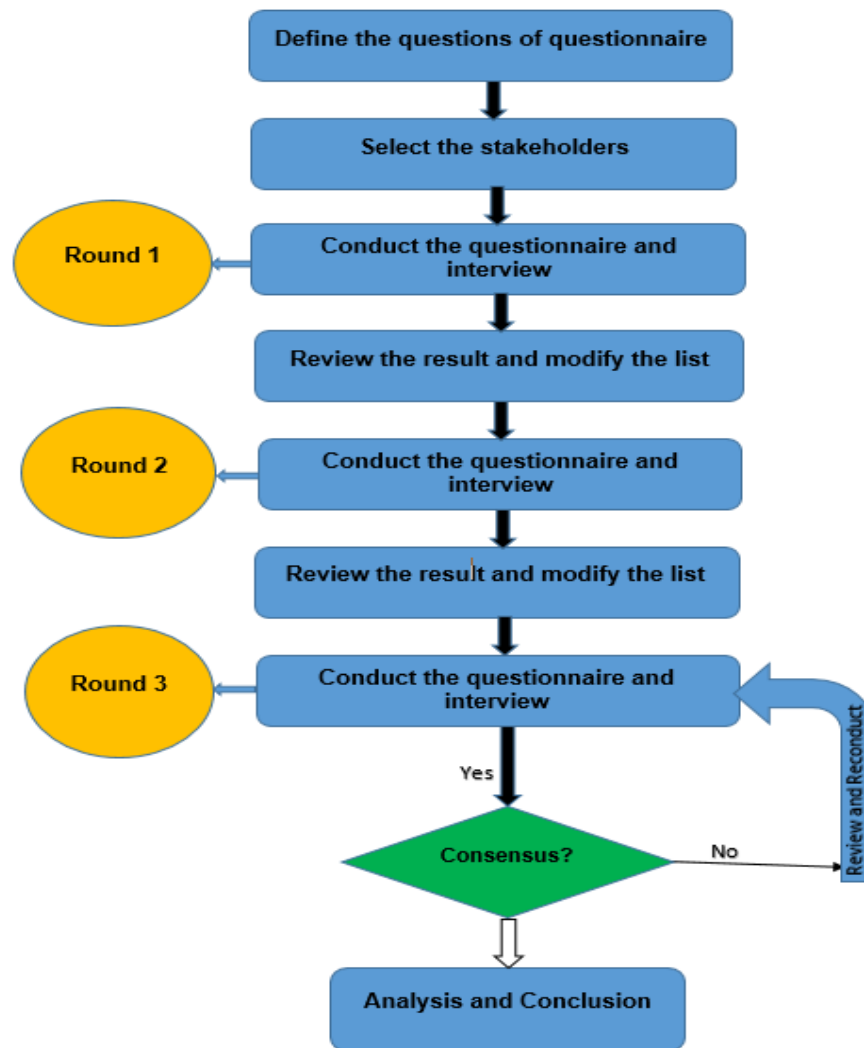 Define the questions of questionnaire
Select the stakeholders
Round 1
Conduct the questionnaire and
interview
Review the result and modify the list
Round 2
Conduct the questionnaire and
interview
Review the result and modify the list
Round 3
Conduct the questionnaire and
interview
Review and Reconduct
Yes
Consensus?
No
Analysis and Conclusion